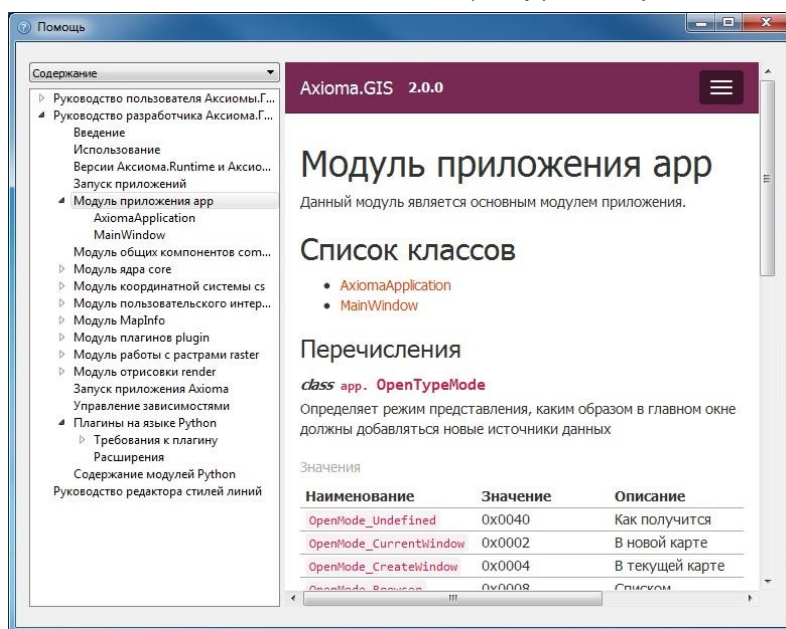 Помощь
Содержание
Руководство пользователя Аксиомы.Г...
Руководство разработчика Аксиома.Г...
Введение
Использование
Версии Аксиома.Runtime и Аксио...
Запуск приложений
Модуль приложения app
AxiomaApplication
MainWindow
Модуль общих компонентов com...
Модуль ядра core
Модуль координатной системы cs
Модуль пользовательского интер...
Модуль MapInfo
Модуль плагинов plugin
Модуль работы с растрами raster
Модуль отрисовки render
Запуск приложения Axioma
Управление зависимостями
Плагины на языке Python
Требования к плагину
Расширения
Содержание модулей Python
Руководство редактора стилей линий
Axioma.GIS 2.0.0
Модуль приложения app
Данный модуль является основным модулем приложения.
Список классов
AxiomaApplication
MainWindow
Перечисления
class app. OpenTypeMode
Определяет режим представления, каким образом в главном окне
должны добавляться новые источники данных
Значения
Наименование Значение Описание
OpenMode_Undefined 0x0040 Как получится
OpenMode_CurrentWindow 0x0002 В новой карте
OpenMode_CreateWindow 0x0004 В текущей карте
OpenMode_Browser 0x0008 Списком